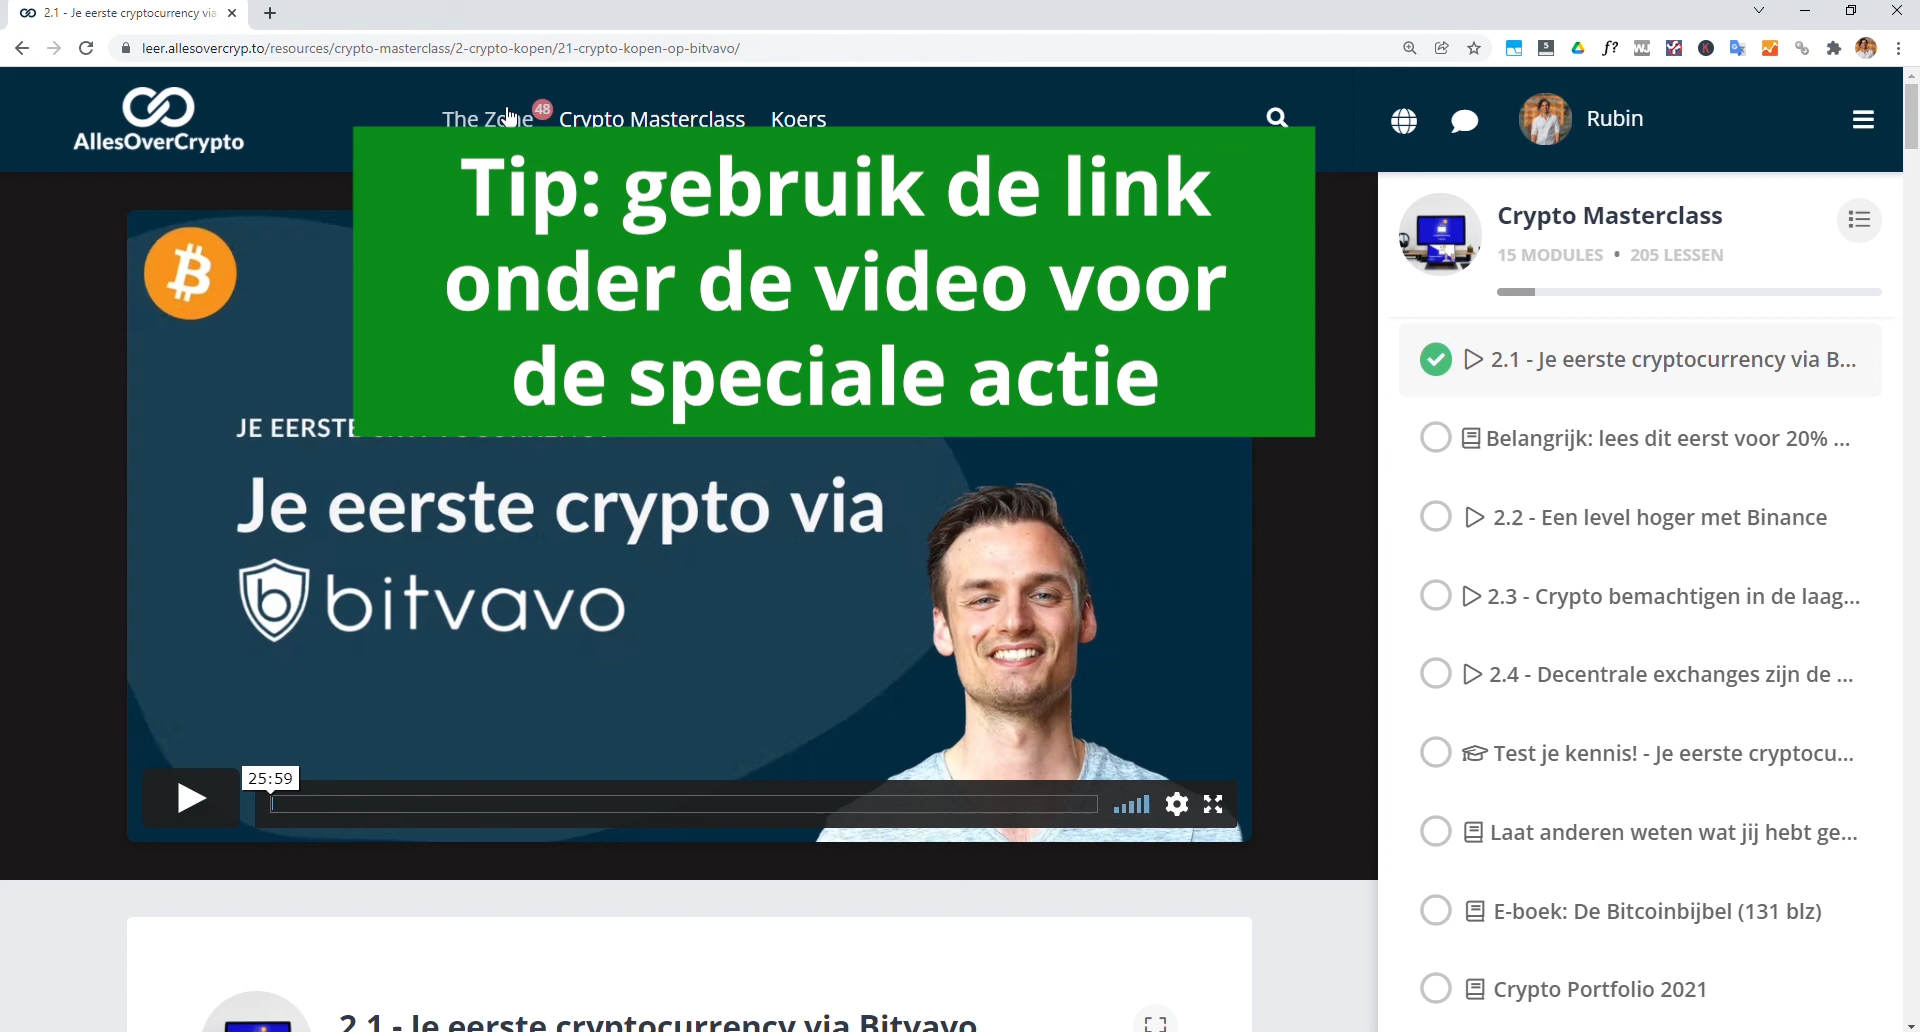 2.1 - Je eerste cryptocurrency via
leer.allesovercryp.to/resources/crypto-masterclass/2-crypto-kopen/21-crypto-kopen-op-bitvavo/
AllesOverCrypto
The Zone 48 Crypto Masterclass Koers
Rubin
Tip: gebruik de link
onder de video voor
de speciale actie
JE EERSTE
Je eerste crypto via
bitvavo
25:59
2.1 - Je eerste cryptocurrency via Bitvavo
Crypto Masterclass
15 MODULES • 205 LESSEN
2.1 - Je eerste cryptocurrency via B...
Belangrijk: lees dit eerst voor 20% ...
2.2 - Een level hoger met Binance
2.3 - Crypto bemachtigen in de laag...
2.4 - Decentrale exchanges zijn de ...
Test je kennis! - Je eerste cryptocu...
Laat anderen weten wat jij hebt ge...
E-boek: De Bitcoinbijbel (131 blz)
Crypto Portfolio 2021